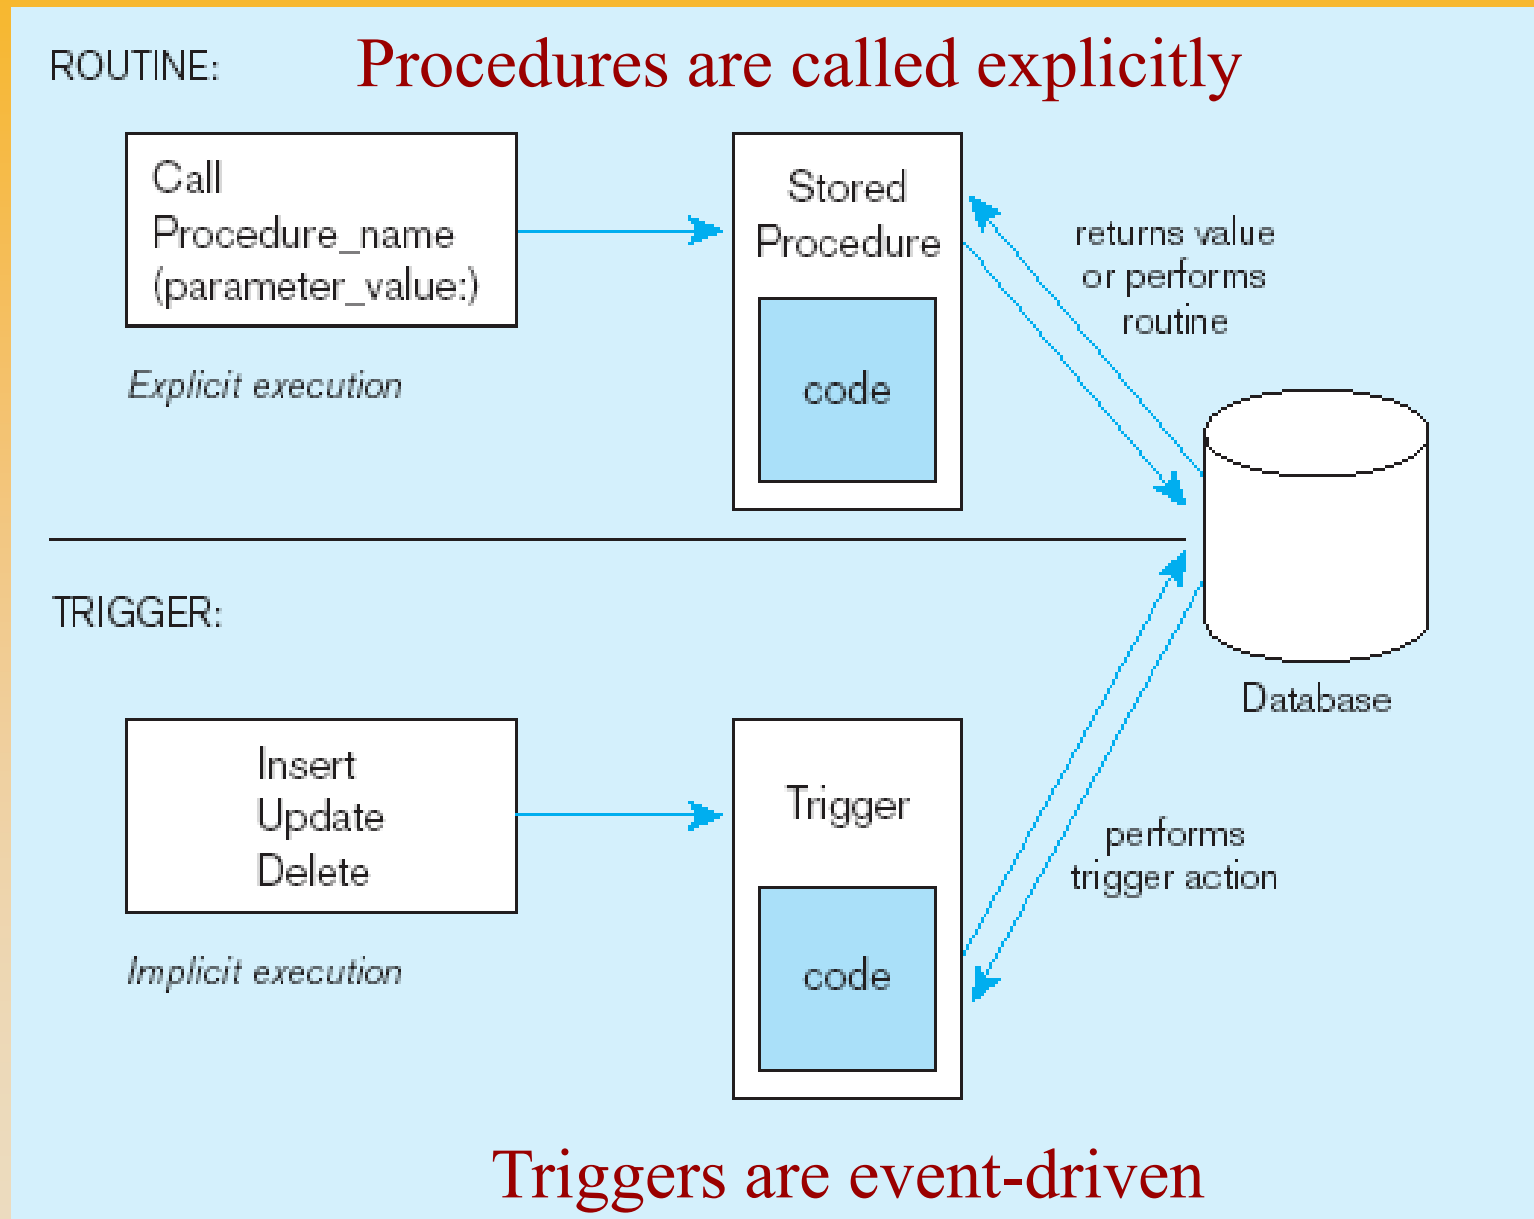 ROUTINE:
Procedures are called explicitly
Call
Procedure_name
(parameter_value:)
Explicit execution
Stored
Procedure
code
returns value
or performs
routine
Database
TRIGGER:
Insert
Update
Delete
Implicit execution
Trigger
code
performs
trigger action
Triggers are event-driven